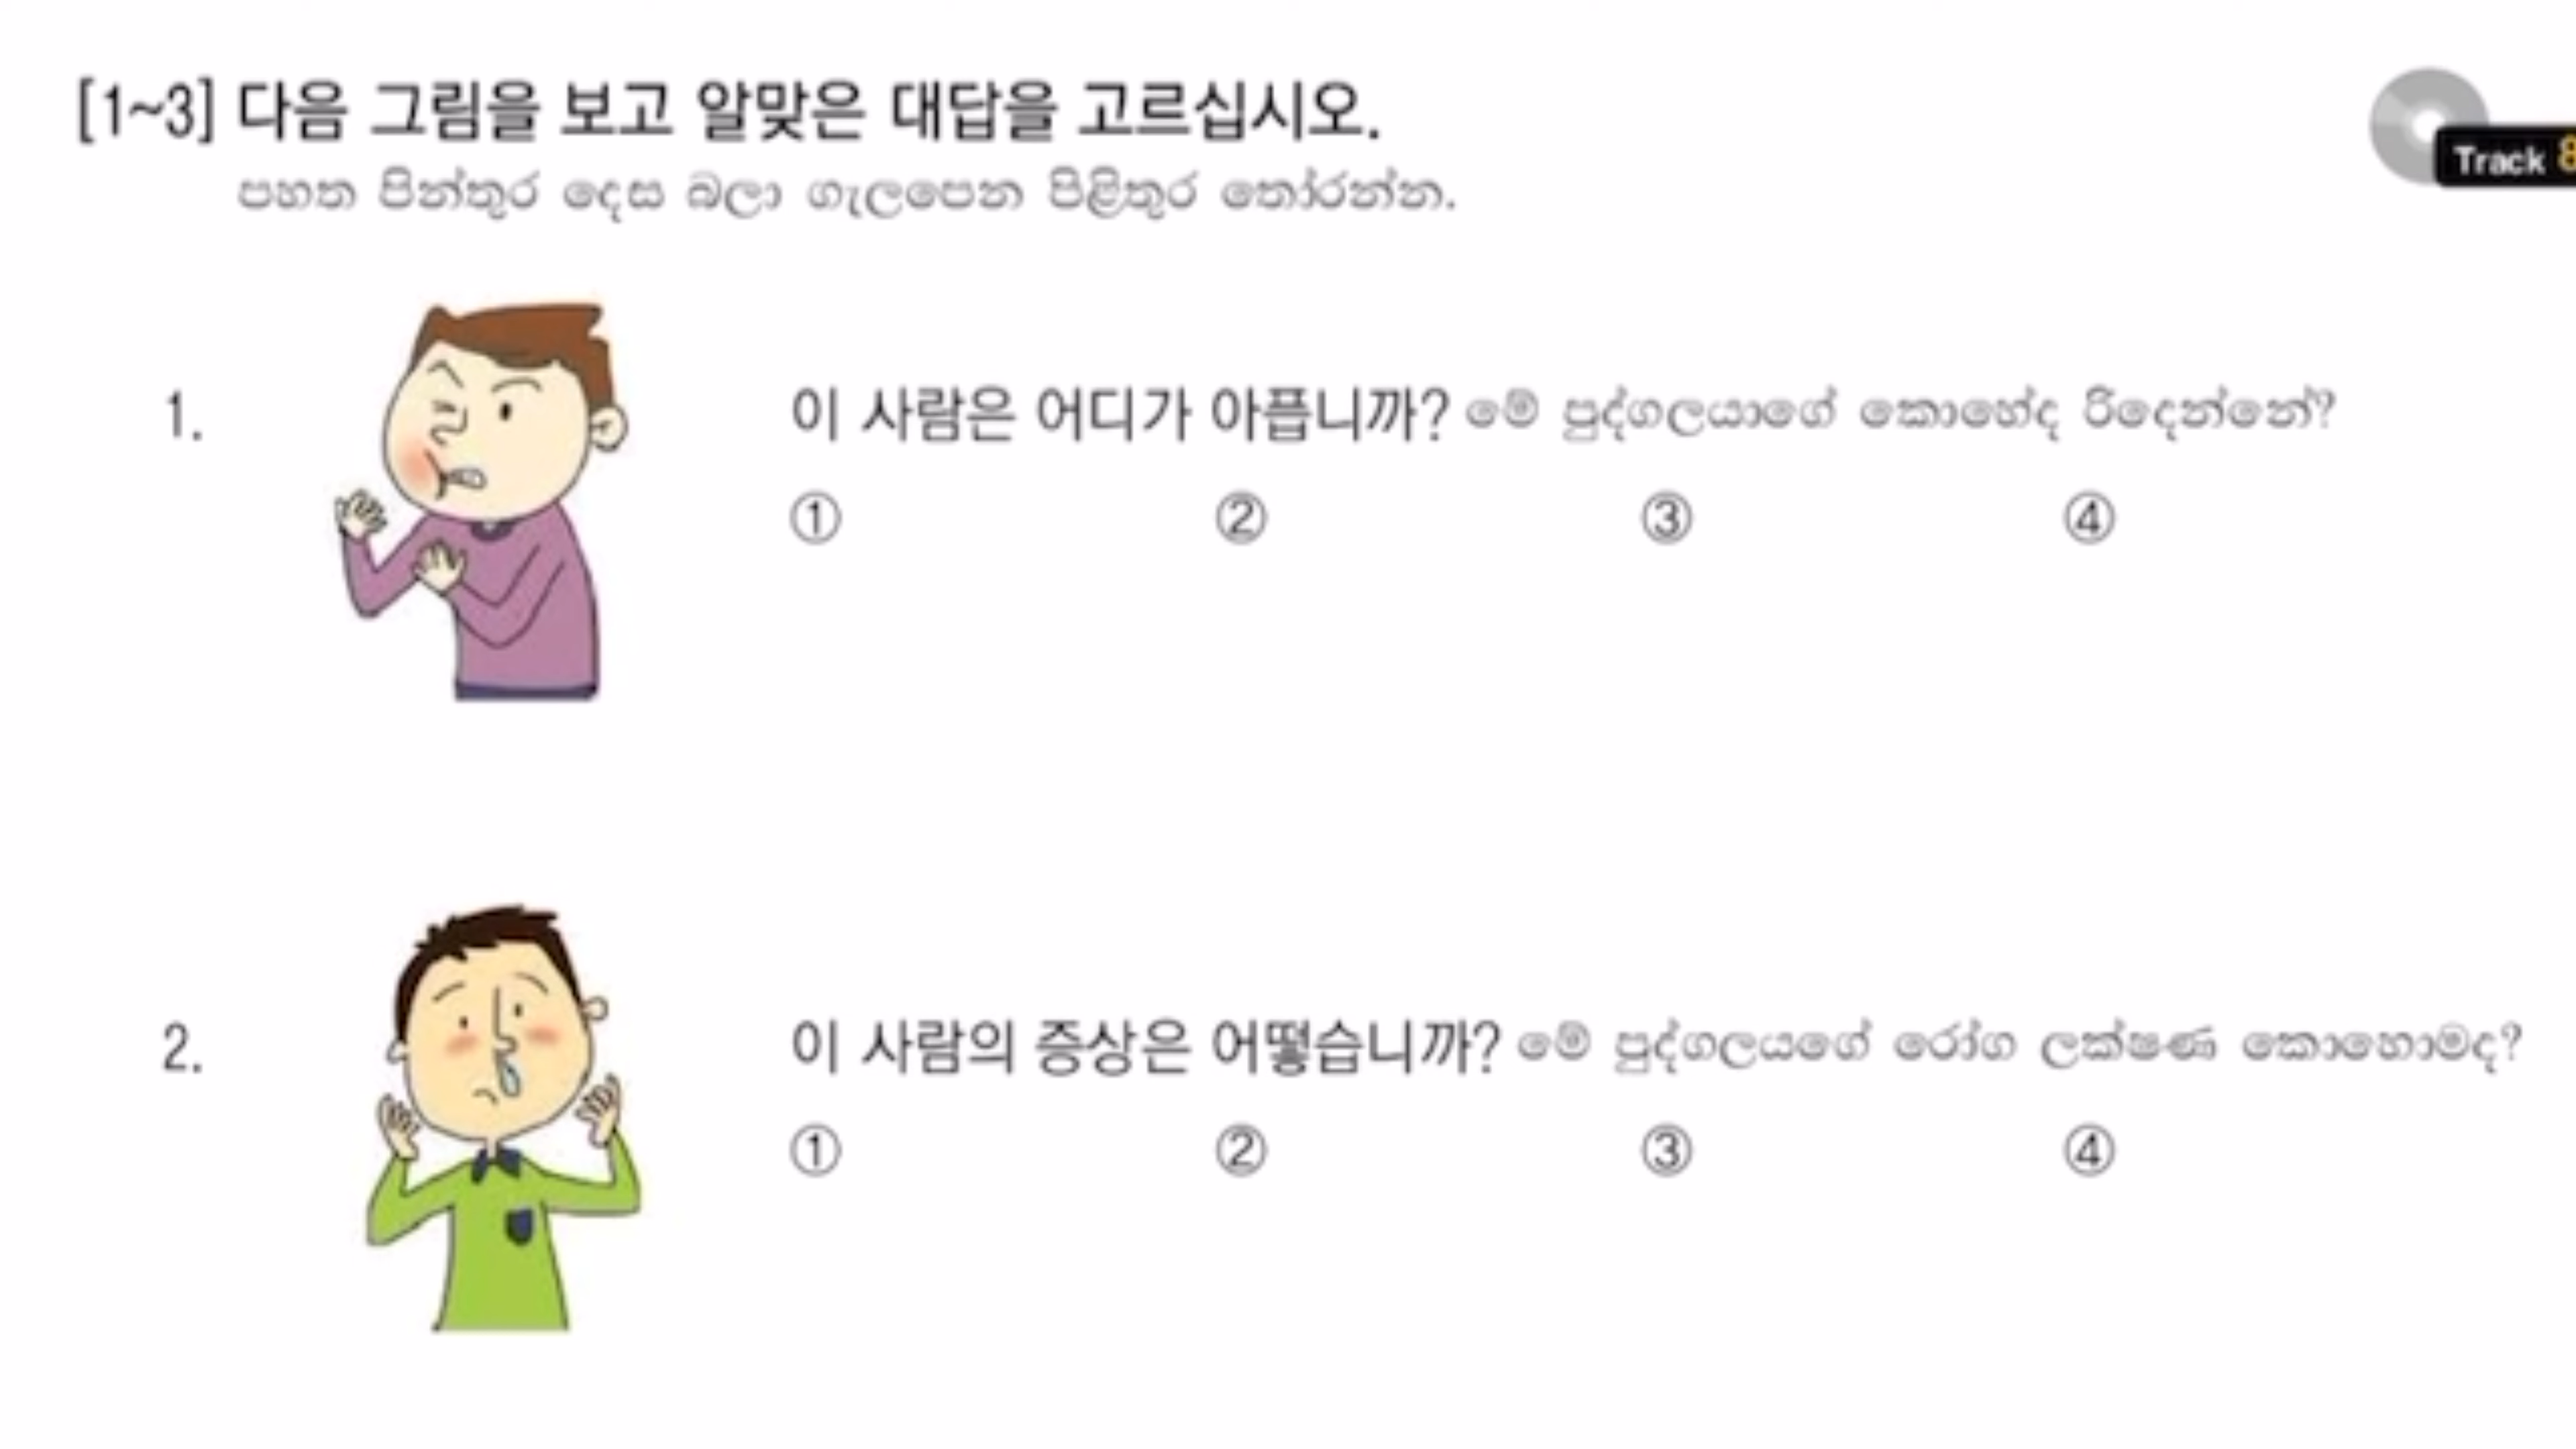 [1~3] 다음 그림을 보고 알맞은 대답을 고르십시오.
පහත පින්තුර දෙස බලා ගැලපෙන පිළිතුර තෝරන්න.
Track 8
1. 이 사람은 어디가 아픕니까? මේ පුද්ගලයාගේ කොහේද රිදෙන්නේ?
① ② ③ ④
2. 이 사람의 증상은 어떻습니까? මේ පුද්ගලයගේ රෝග ලක්ෂණ කොහොමද?
① ② ③ ④